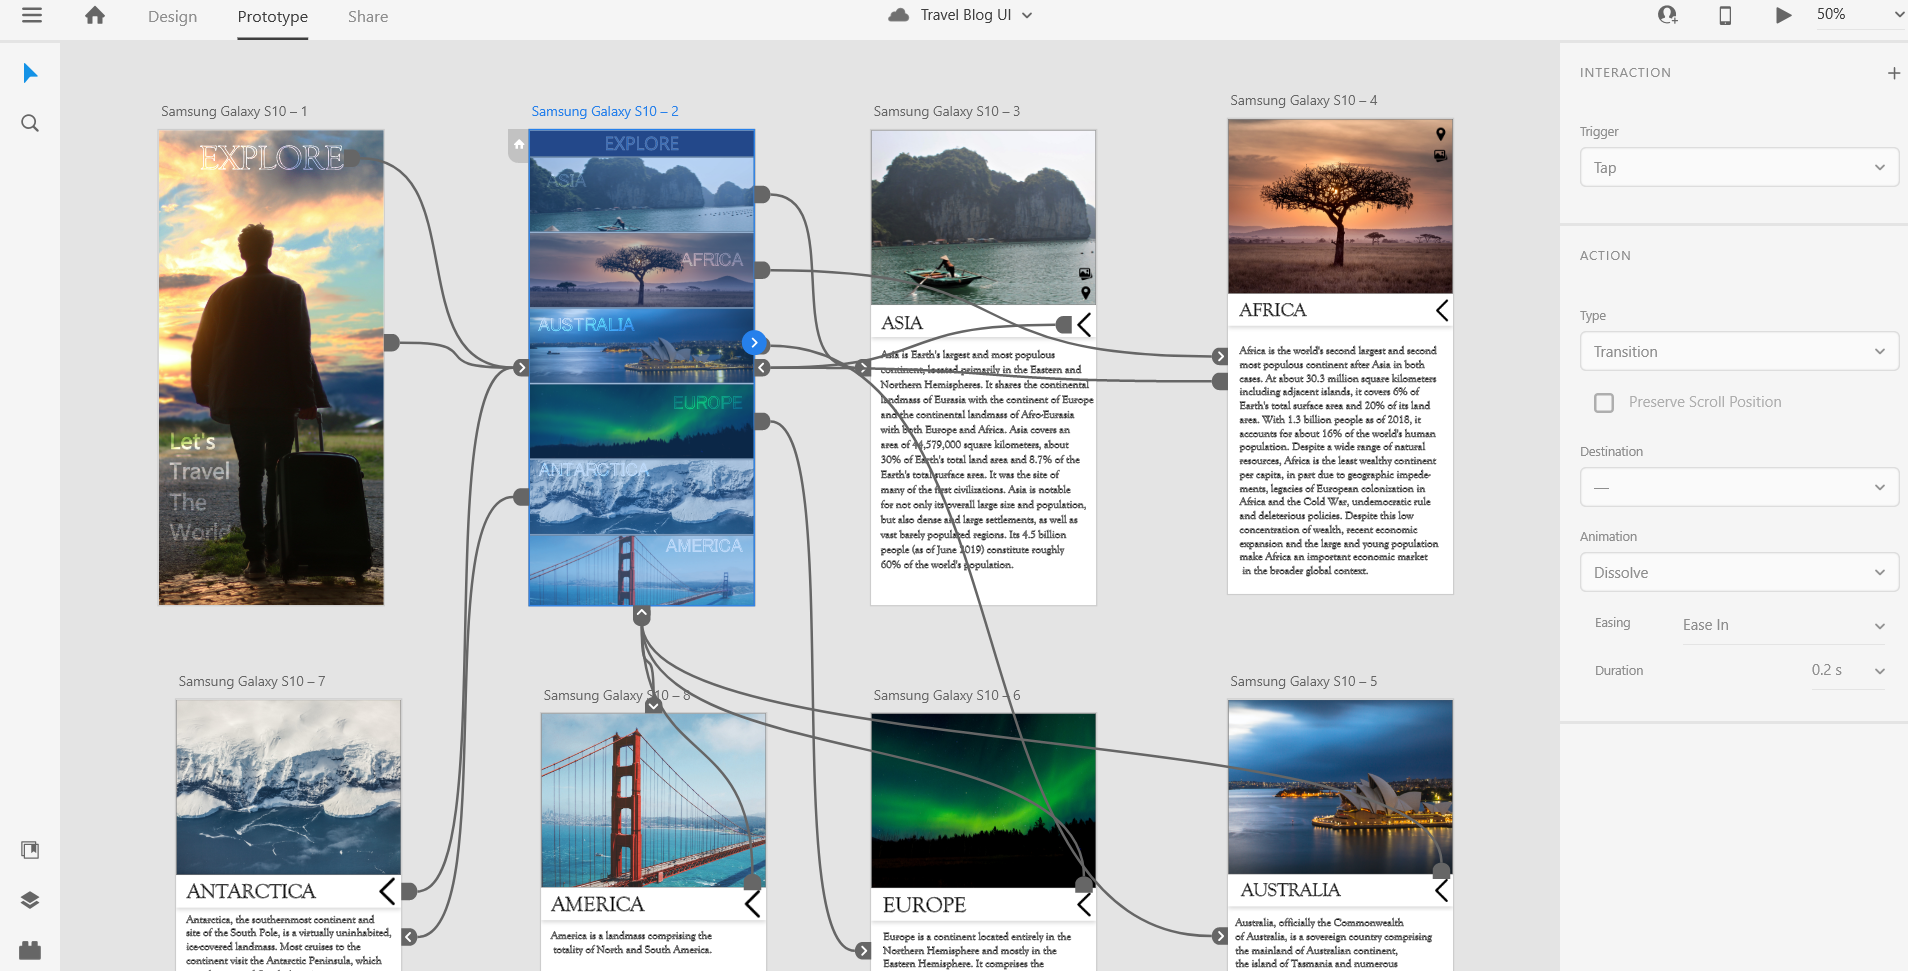 Design
Prototype
Share
Travel Blog UI
50%
Samsung Galaxy S10 – 1
EXPLORE
Let's
Travel
The
World
Samsung Galaxy S10 – 2
EXPLORE
ASIA
AFRICA
AUSTRALIA
EUROPE
ANTARCTICA
AMERICA
Samsung Galaxy S10 – 3
ASIA
Asia is Earth's largest and most populous
continent, located primarily in the Eastern and
Northern Hemispheres. It shares the continental
landmass of Eurasia with the continent of Europe
and the continental landmass of Afro-Eurasia
with both Europe and Africa. Asia covers an
area of 44,579,000 square kilometers, about
30% of Earth's total land area and 8.7% of the
Earth's total surface area. It was the site of
many of the first civilizations. Asia is notable
for not only its overall large size and population,
but also dense and large settlements, as well as
vast barely populated regions. Its 4.5 billion
people (as of June 2019) constitute roughly
60% of the world's population.
Samsung Galaxy S10 – 4
AFRICA
Africa is the world's second largest and second
most populous continent after Asia in both
cases. At about 30.3 million square kilometers
including adjacent islands, it covers 6% of
Earth's total surface area and 20% of its land
area. With 1.3 billion people as of 2018, it
accounts for about 16% of the world's human
population. Despite a wide range of natural
resources, Africa is the least wealthy continent
per capita, in part due to geographic impede-
ments, legacies of European colonization in
Africa and the Cold War, undemocratic rule
and deleterious policies. Despite this low
concentration of wealth, recent economic
expansion and the large and young population
make Africa an important economic market
in the broader global context.
Samsung Galaxy S10 – 7
ANTARCTICA
Antarctica, the southernmost continent and
site of the South Pole, is a virtually uninhabited,
ice-covered landmass. Most cruises to the
continent visit the Antarctic Peninsula, which
Samsung Galaxy S10 – 8
AMERICA
America is a landmass comprising the
totality of North and South America.
Samsung Galaxy S10 – 6
EUROPE
Europe is a continent located entirely in the
Northern Hemisphere and mostly in the
Eastern Hemisphere. It comprises the
Samsung Galaxy S10 – 5
AUSTRALIA
Australia, officially the Commonwealth
of Australia, is a sovereign country comprising
the mainland of Australian continent,
the island of Tasmania and numerous
INTERACTION
Trigger
Tap
ACTION
Type
Transition
Preserve Scroll Position
Destination
—
Animation
Dissolve
Easing
Ease In
Duration
0.2 s